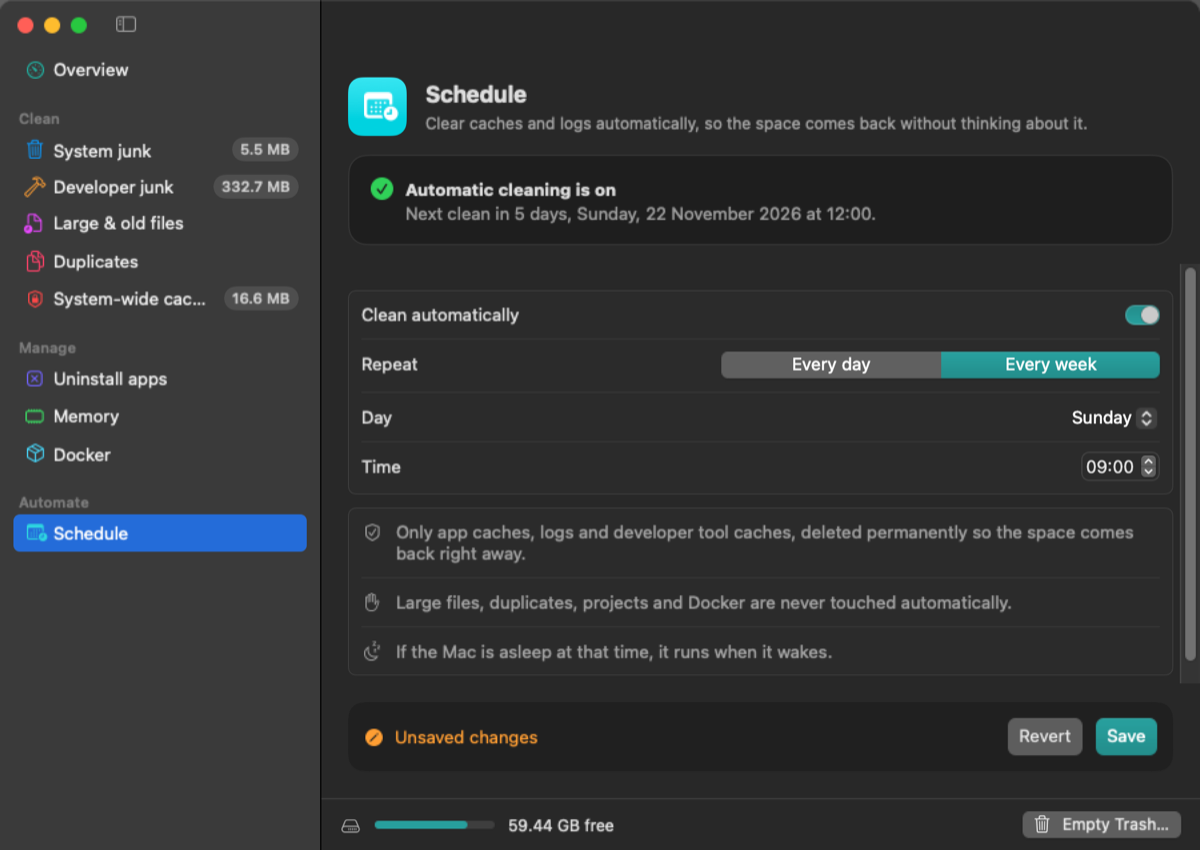 Overview
Clean
System junk 5.5 MB
Developer junk 332.7 MB
Large & old files
Duplicates
System-wide cac... 16.6 MB
Manage
Uninstall apps
Memory
Docker
Automate
Schedule
Schedule
Clear caches and logs automatically, so the space comes back without thinking about it.
Automatic cleaning is on
Next clean in 5 days, Sunday, 22 November 2026 at 12:00.
Clean automatically
Repeat Every day Every week
Day Sunday
Time 09:00
Only app caches, logs and developer tool caches, deleted permanently so the space comes
back right away.
Large files, duplicates, projects and Docker are never touched automatically.
If the Mac is asleep at that time, it runs when it wakes.
Unsaved changes Revert Save
59.44 GB free Empty Trash...